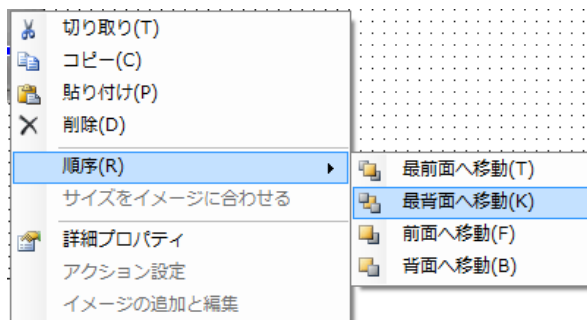 切り取り(T)
コピー(C)
貼り付け(P)
削除(D)
順序(R)
サイズをイメージに合わせる
詳細プロパティ
アクション設定
イメージの追加と編集
最前面へ移動(T)
最背面へ移動(K)
前面へ移動(F)
背面へ移動(B)